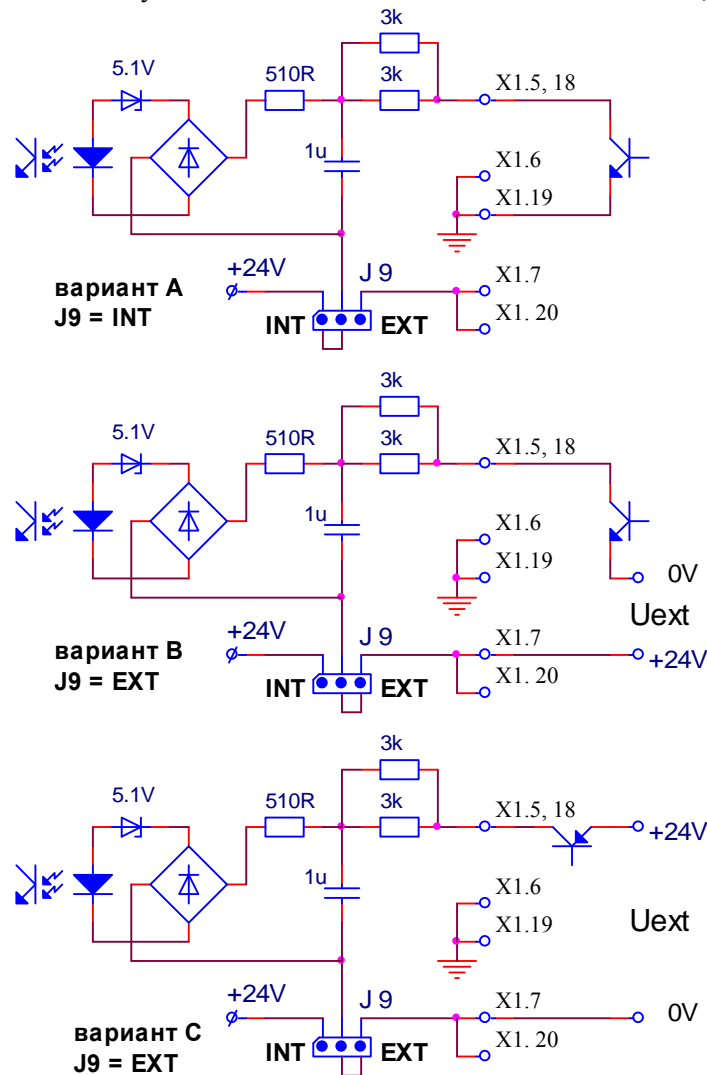 3k
5.1V
510R
3k
X1.5, 18
1u
X1.6
X1.19
+24V
J 9
X1.7
вариант A
J9 = INT
INT
EXT
X1. 20
3k
5.1V
510R
3k
X1.5, 18
1u
X1.6
X1.19
0V
Uext
+24V
J 9
X1.7
+24V
вариант B
J9 = EXT
INT
EXT
X1. 20
3k
5.1V
510R
3k
X1.5, 18
+24V
1u
X1.6
X1.19
Uext
+24V
J 9
X1.7
0V
вариант C
J9 = EXT
INT
EXT
X1. 20